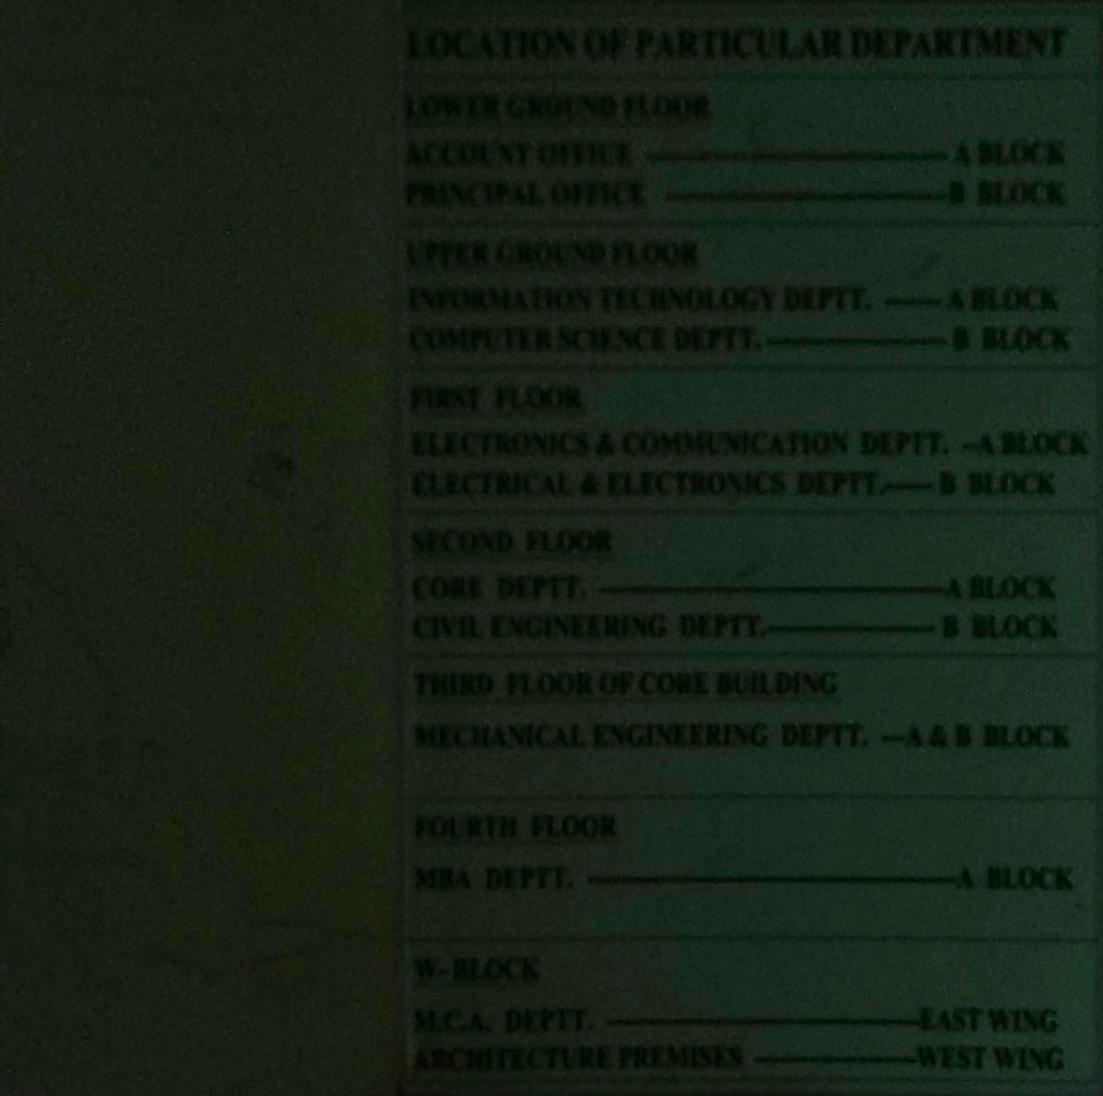 LOCATION OF PARTICULAR DEPARTMENT
LOWER GROUND FLOOR
ACCOUNT OFFICE ——— A BLOCK
PRINCIPAL OFFICE ——— B BLOCK
UPPER GROUND FLOOR
INFORMATION TECHNOLOGY DEPTT. —— A BLOCK
COMPUTER SCIENCE DEPTT. ——— B BLOCK
FIRST FLOOR
ELECTRONICS & COMMUNICATION DEPTT. –A BLOCK
ELECTRICAL & ELECTRONICS DEPTT.—— B BLOCK
SECOND FLOOR
CORE DEPTT. ———A BLOCK
CIVIL ENGINEERING DEPTT.——— B BLOCK
THIRD FLOOR OF CORE BUILDING
MECHANICAL ENGINEERING DEPTT. —A & B BLOCK
FOURTH FLOOR
MBA DEPTT. ———A BLOCK
W- BLOCK
M.C.A. DEPTT. ———EAST WING
ARCHITECTURE PREMISES ———WEST WING